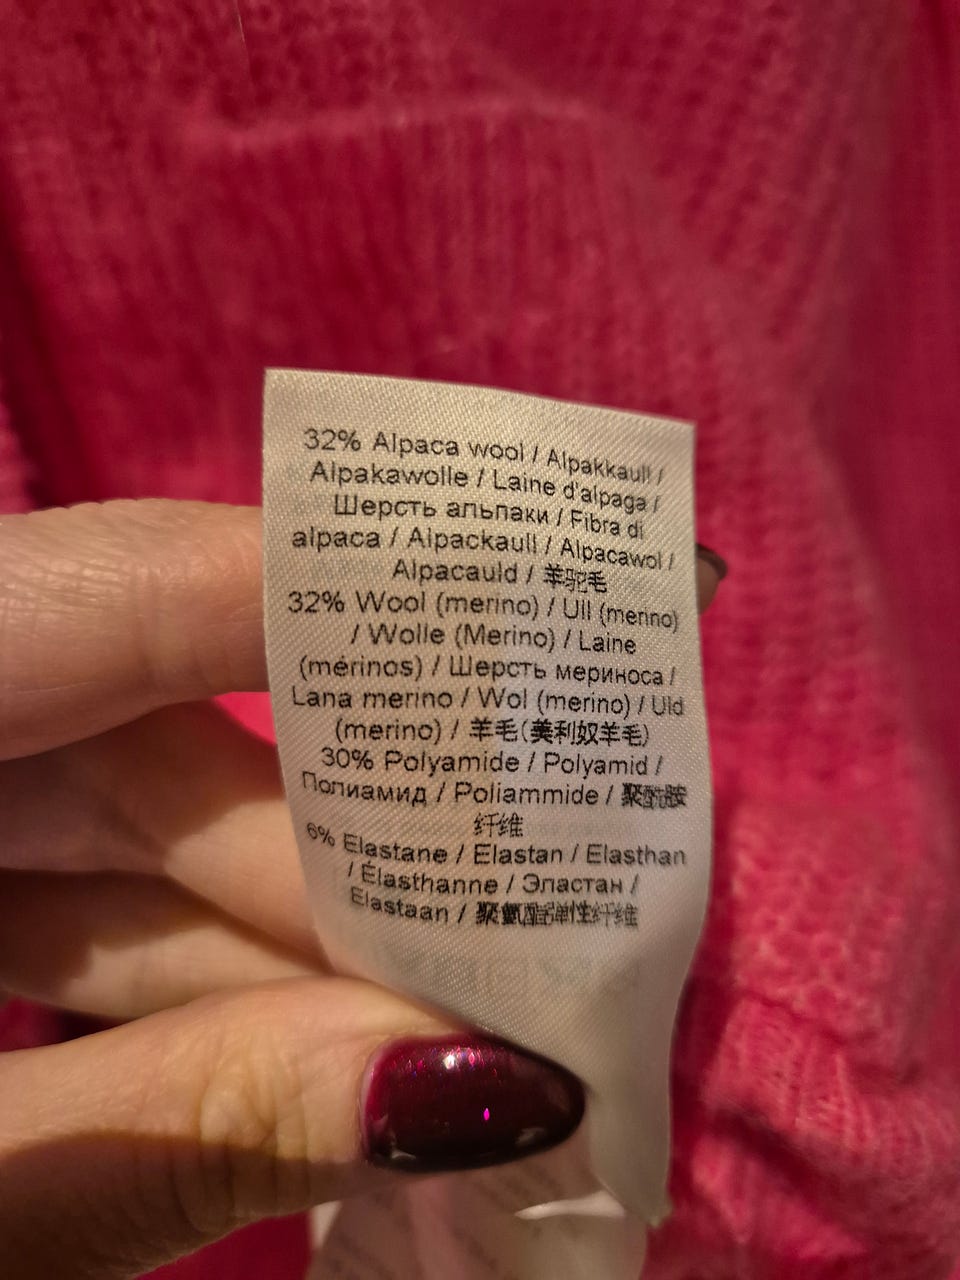 32% Alpaca wool / Alpakkaull /
Alpakawolle / Laine d'alpaga /
Шерсть альпаки / Fibra di
alpaca / Alpackaull / Alpacawol /
Alpacauld / 羊驼毛
32% Wool (merino) / Ull (merino)
/ Wolle (Merino) / Laine
(mérinos) / Шерсть мериноса /
Lana merino / Wol (merino) / Uld
(merino) / 羊毛(美利奴羊毛)
30% Polyamide / Polyamid /
Полиамид / Poliammide / 聚酰胺
纤维
6% Elastane / Elastan / Elasthan
/ Élasthanne / Эластан /
Elastaan / 聚氨酯弹性纤维